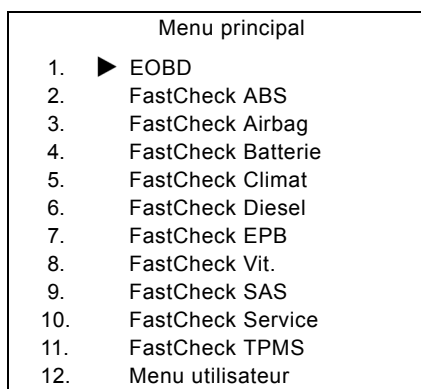 Menu principal
1. ▶ EOBD
2. FastCheck ABS
3. FastCheck Airbag
4. FastCheck Batterie
5. FastCheck Climat
6. FastCheck Diesel
7. FastCheck EPB
8. FastCheck Vit.
9. FastCheck SAS
10. FastCheck Service
11. FastCheck TPMS
12. Menu utilisateur